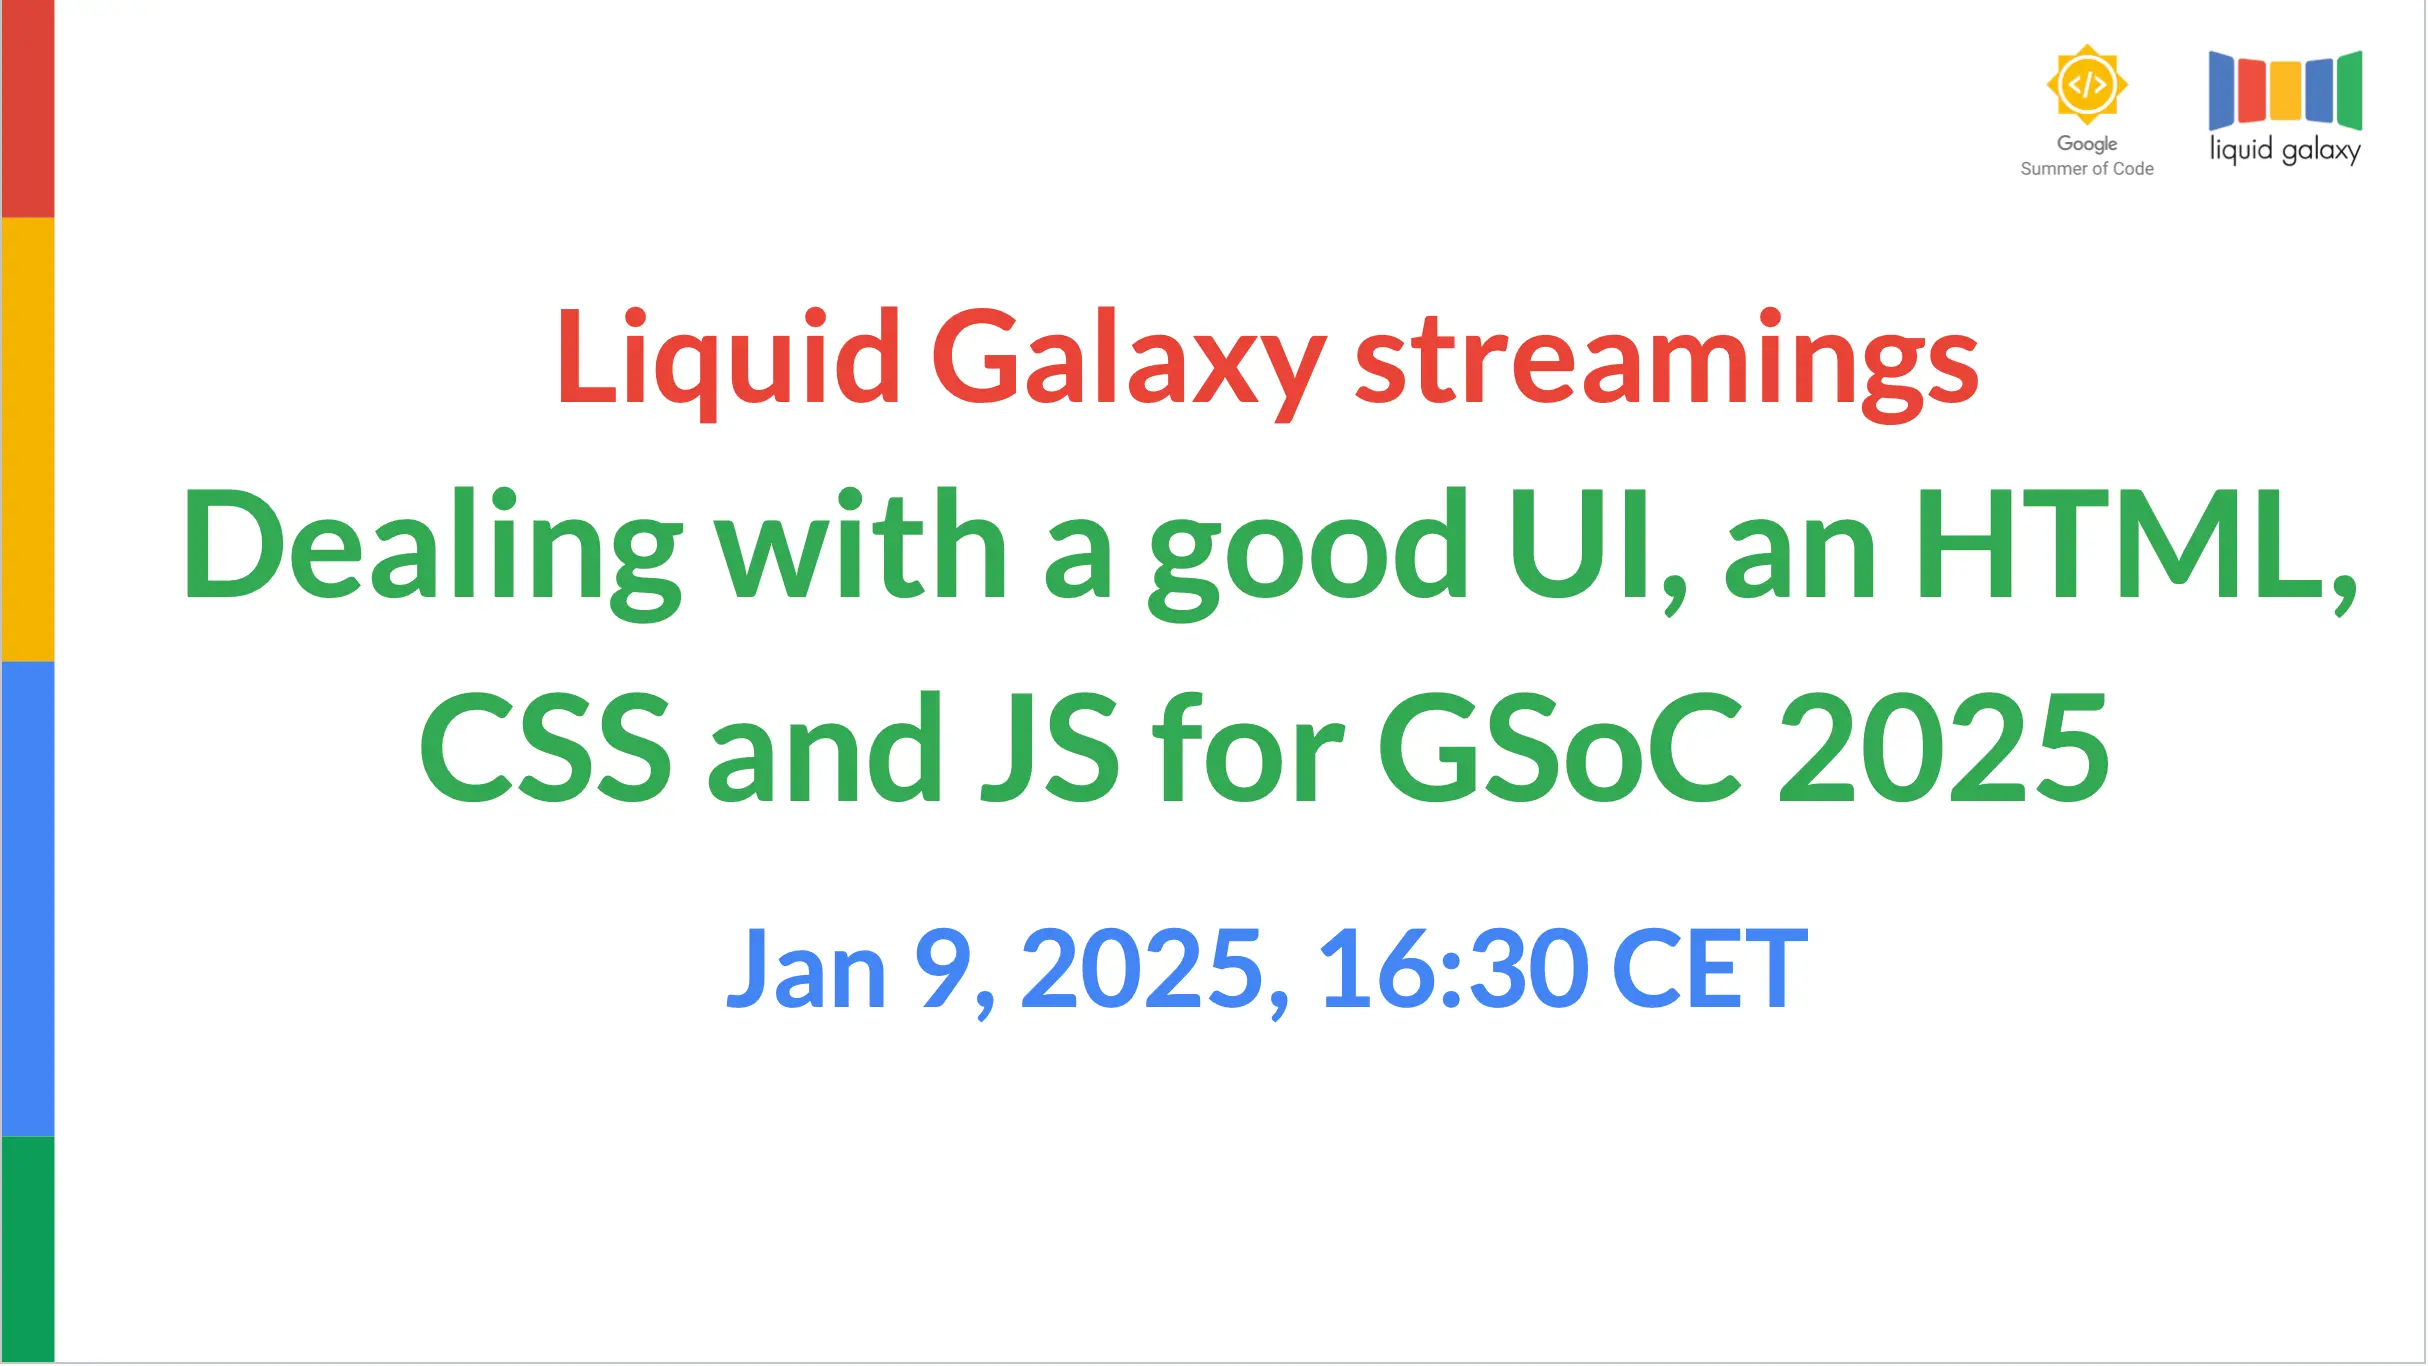 </>
Google
Summer of Code
liquid galaxy
Liquid Galaxy streamings
Dealing with a good UI, an HTML,
CSS and JS for GSoC 2025
Jan 9, 2025, 16:30 CET